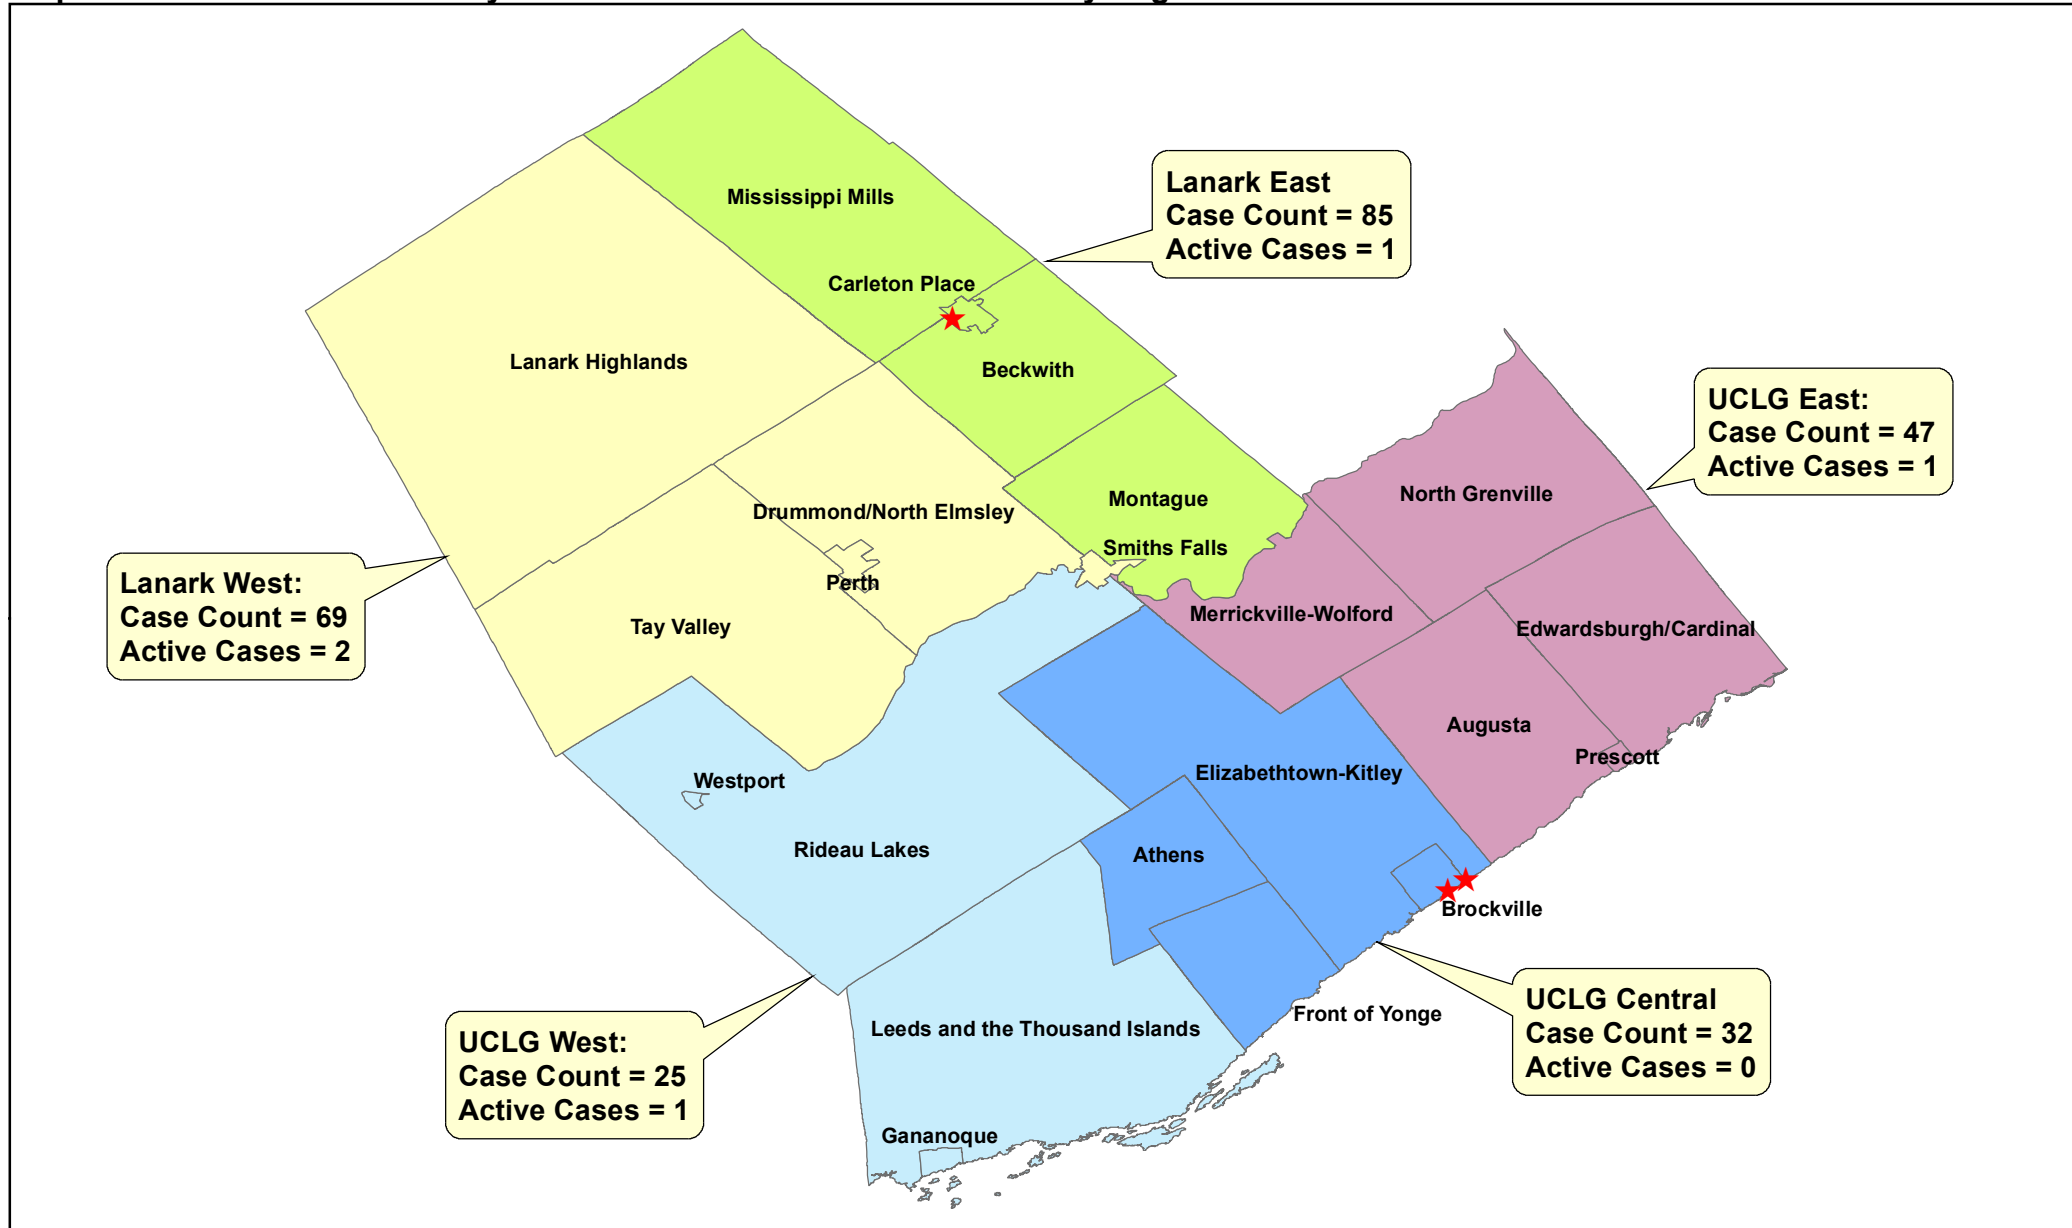 Mississippi Mills
Lanark East
Case Count = 85
Active Cases = 1
Carleton Place
Lanark Highlands
Beckwith
UCLG East:
Case Count = 47
Active Cases = 1
North Grenville
Montague
Drummond/North Elmsley
Smiths Falls
Perth
Lanark West:
Case Count = 69
Active Cases = 2
Tay Valley
Merrickville-Wolford
Edwardsburgh/Cardinal
Augusta
Prescott
Westport
Elizabethtown-Kitley
Rideau Lakes
Athens
Brockville
UCLG Central
Case Count = 32
Active Cases = 0
Front of Yonge
Leeds and the Thousand Islands
UCLG West:
Case Count = 25
Active Cases = 1
Gananoque